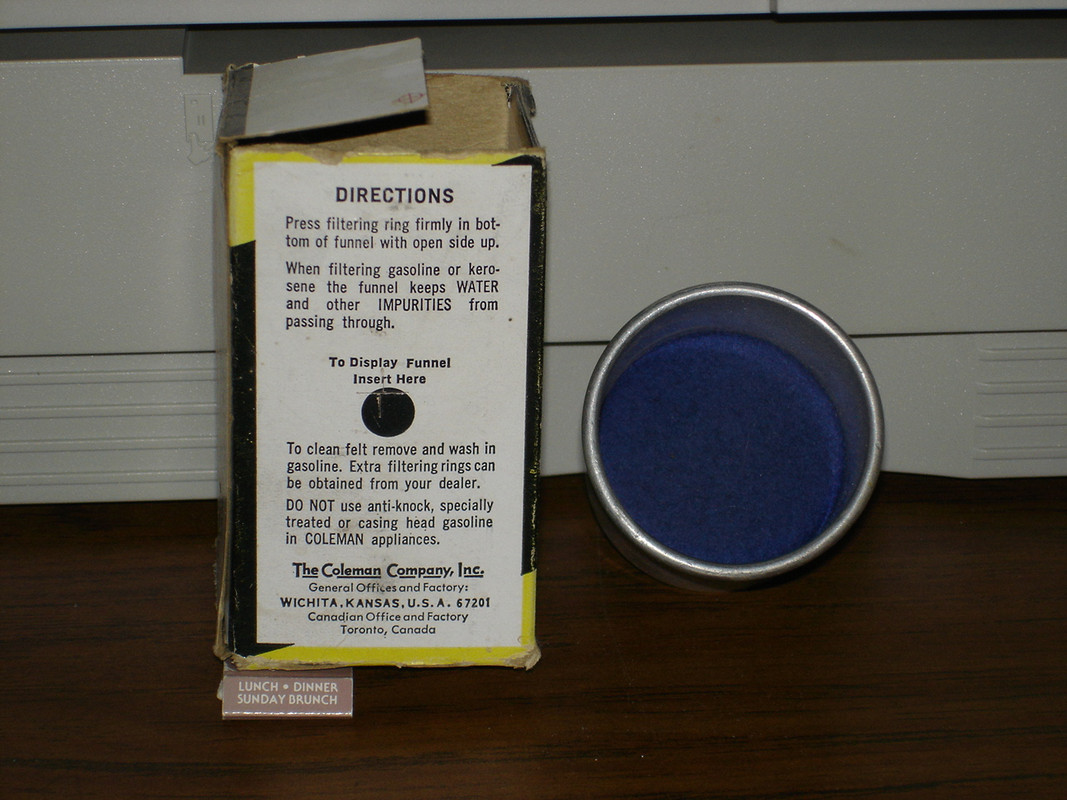 DIRECTIONS
Press filtering ring firmly in bot-
tom of funnel with open side up.
When filtering gasoline or kero-
sene the funnel keeps WATER
and other IMPURITIES from
passing through.
To Display Funnel
Insert Here
To clean felt remove and wash in
gasoline. Extra filtering rings can
be obtained from your dealer.
DO NOT use anti-knock, specially
treated or casing head gasoline
in COLEMAN appliances.
The Coleman Company, Inc.
General Offices and Factory:
WICHITA, KANSAS, U.S.A. 67201
Canadian Office and Factory
Toronto, Canada
LUNCH • DINNER
SUNDAY BRUNCH